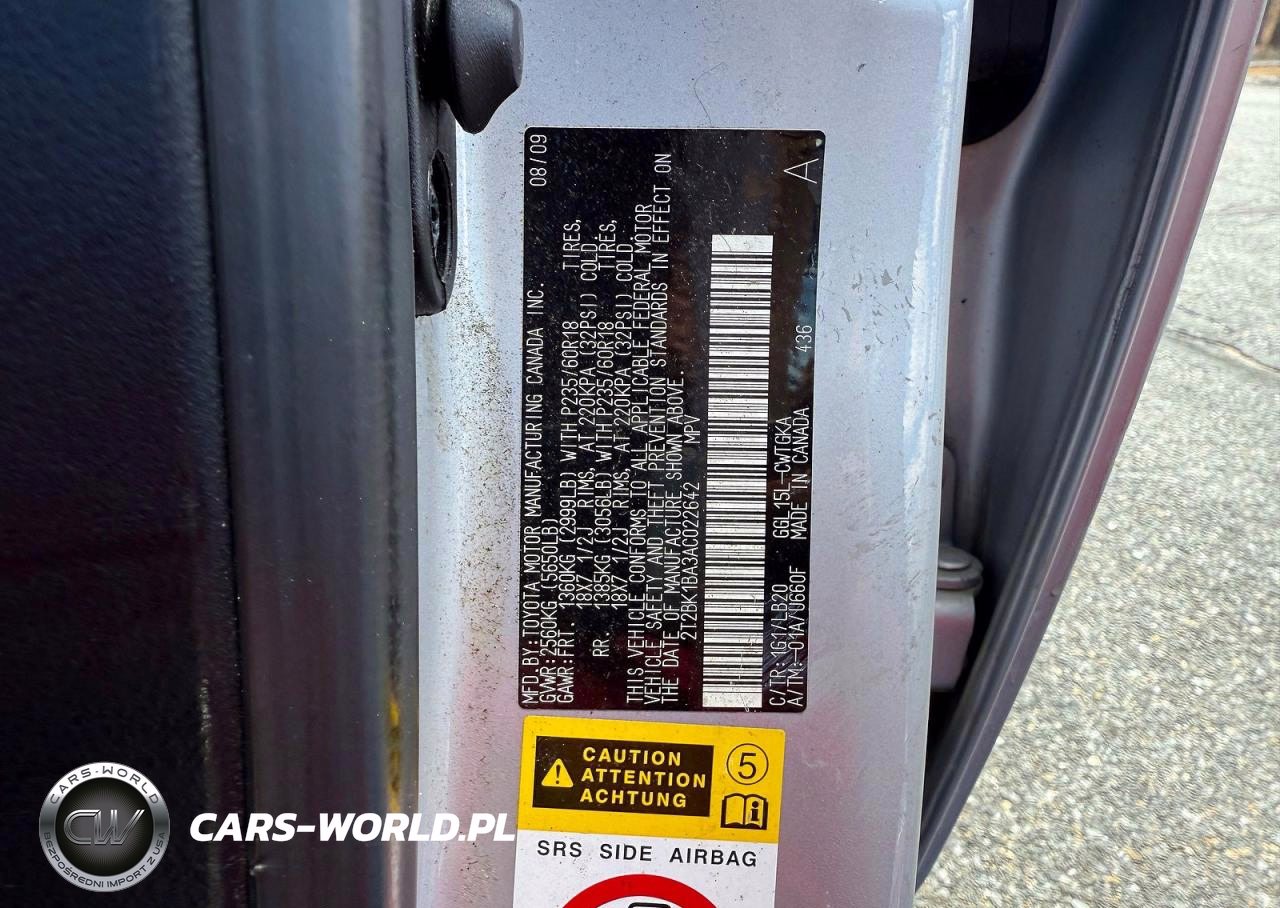 MFD.BY:TOYOTA MOTOR MANUFACTURING CANADA INC. 08/09
GVWR:2560KG(5650LB)
GAWR:FRT. 1360KG (2999LB) WITH P235/60R18 TIRES,
18X7 1/2J RIMS, AT 220KPA (32PSI) COLD.
RR. 1385KG (3056LB) WITH P235/60R18 TIRES,
18X7 1/2J RIMS, AT 220KPA (32PSI) COLD.
THIS VEHICLE CONFORMS TO ALL APPLICABLE FEDERAL MOTOR
VEHICLE SAFETY AND THEFT PREVENTION STANDARDS IN EFFECT ON
THE DATE OF MANUFACTURE SHOWN ABOVE.
2T2BK1BA3AC022642 MPV
C/TR:1G1/LB20 GGL15L-CWTGKA 436
A/TM:-01A/U660F MADE IN CANADA
A
CAUTION
ATTENTION
ACHTUNG
5
SRS SIDE AIRBAG
CARS-WORLD
CW
BEZPOŚREDNI IMPORT Z USA
CARS-WORLD.PL